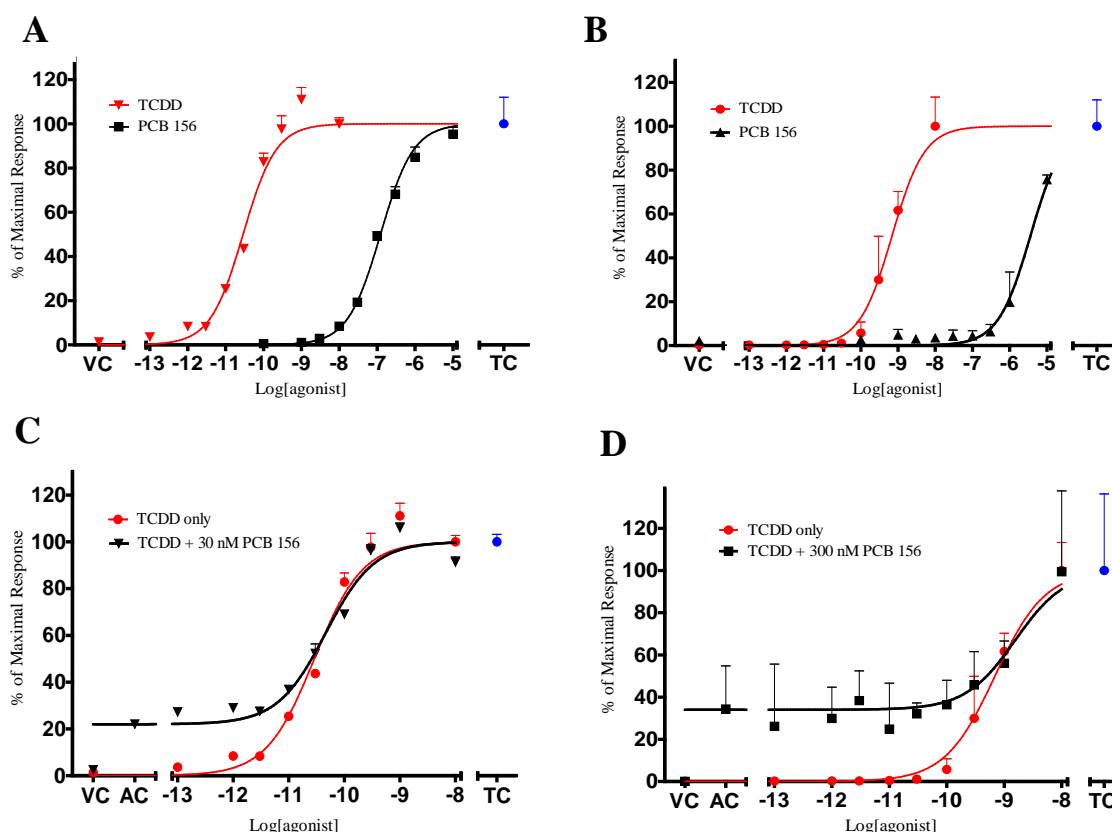 A
% of Maximal Response
120
100
80
60
40
20
0
TCDD
PCB 156
VC -13 -12 -11 -10 -9 -8 -7 -6 -5 TC
Log[agonist]
B
% of Maximal Response
120
100
80
60
40
20
0
TCDD
PCB 156
VC -13 -12 -11 -10 -9 -8 -7 -6 -5 TC
Log[agonist]
C
% of Maximal Response
120
100
80
60
40
20
0
TCDD only
TCDD + 30 nM PCB 156
VC AC -13 -12 -11 -10 -9 -8 TC
Log[agonist]
D
% of Maximal Response
120
100
80
60
40
20
0
TCDD only
TCDD + 300 nM PCB 156
VC AC -13 -12 -11 -10 -9 -8 TC
Log[agonist]